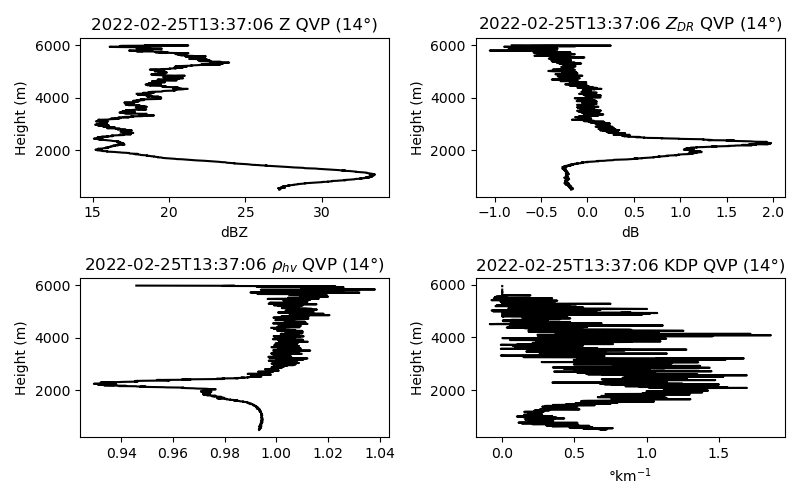 2022-02-25T13:37:06 Z QVP (14°)
6000
4000
2000
Height (m)
15 20 25 30
dBZ
2022-02-25T13:37:06 Z_DR QVP (14°)
6000
4000
2000
Height (m)
−1.0 −0.5 0.0 0.5 1.0 1.5 2.0
dB
2022-02-25T13:37:06 ρ_hv QVP (14°)
6000
4000
2000
Height (m)
0.94 0.96 0.98 1.00 1.02 1.04
2022-02-25T13:37:06 KDP QVP (14°)
6000
4000
2000
Height (m)
0.0 0.5 1.0 1.5
°km⁻¹